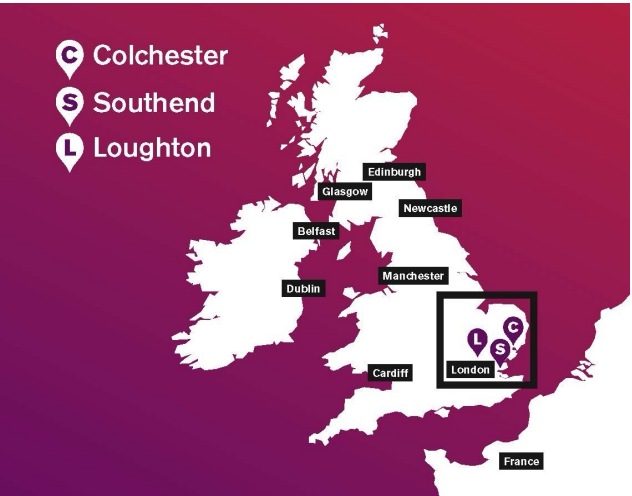 C Colchester
S Southend
L Loughton
Edinburgh
Glasgow
Newcastle
Belfast
Manchester
Dublin
C
L
S
London
Cardiff
France